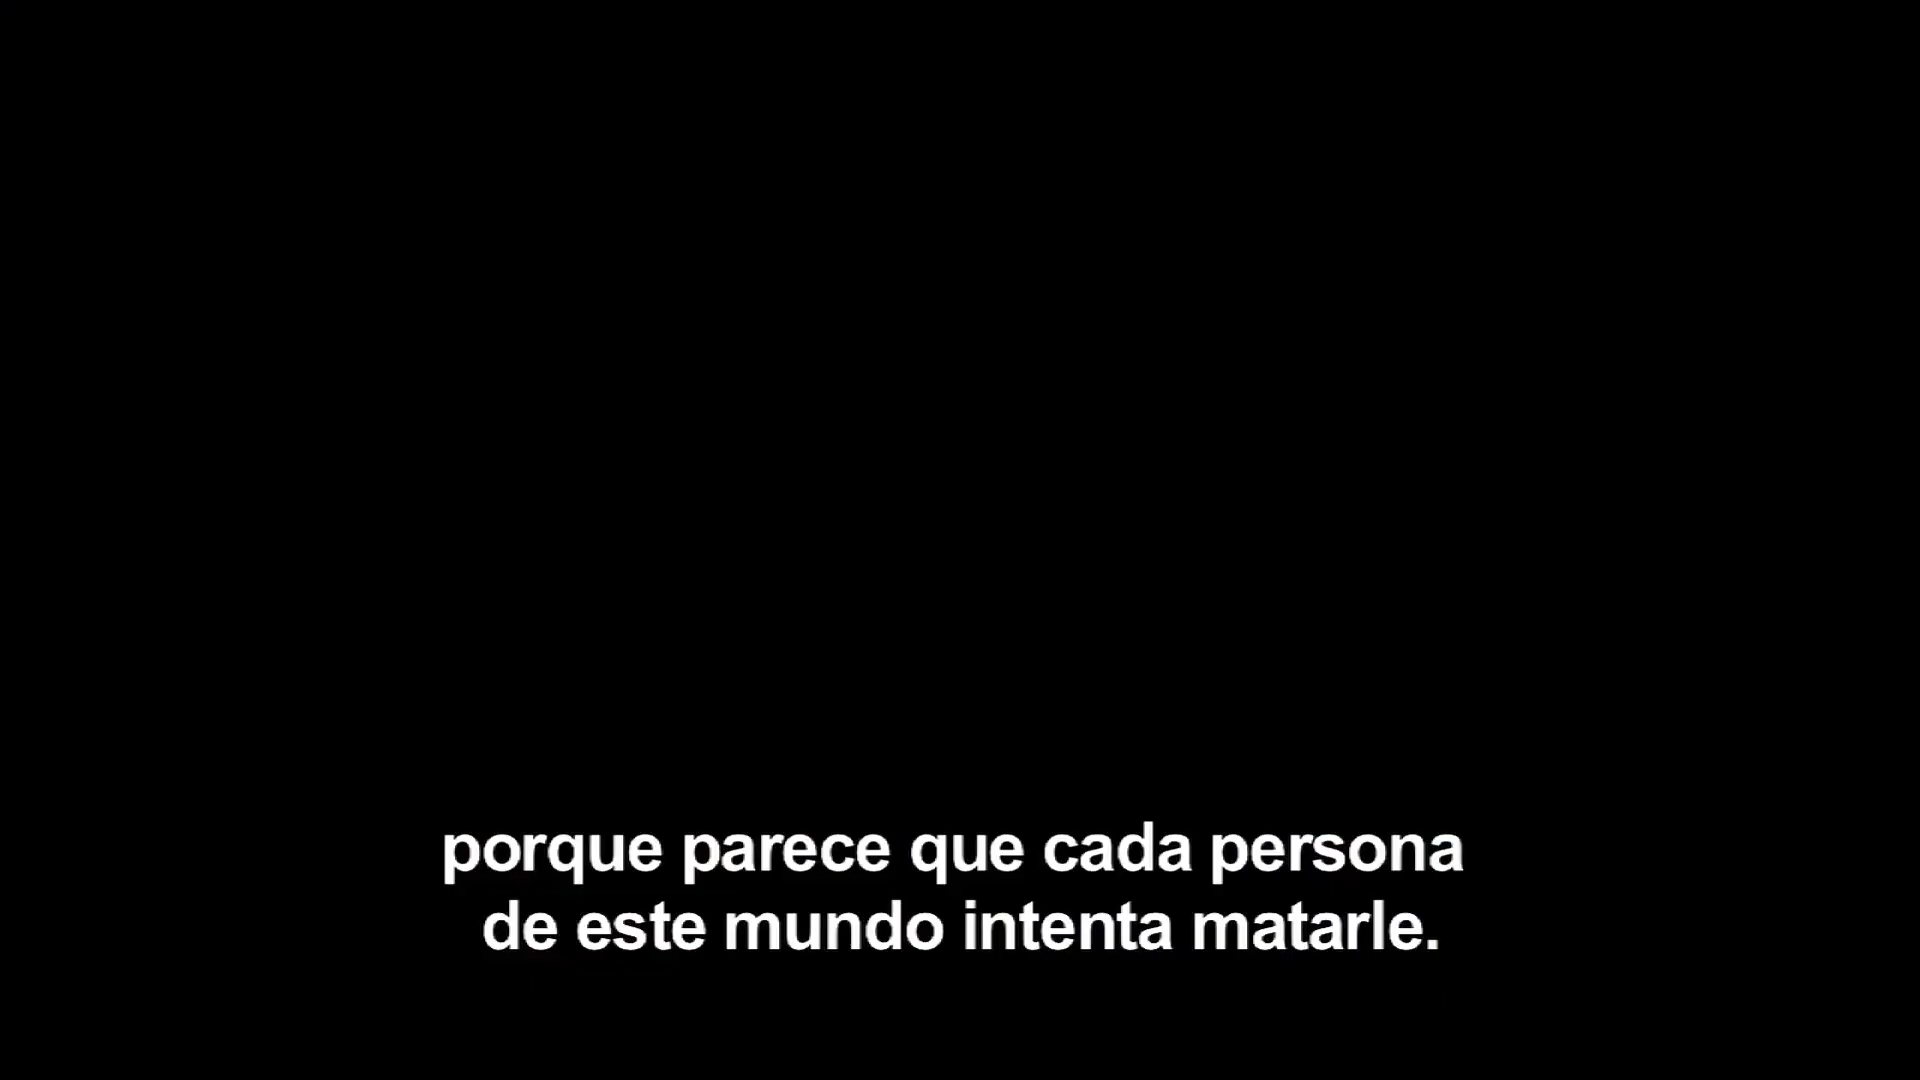 porque parece que cada persona
de este mundo intenta matarle.